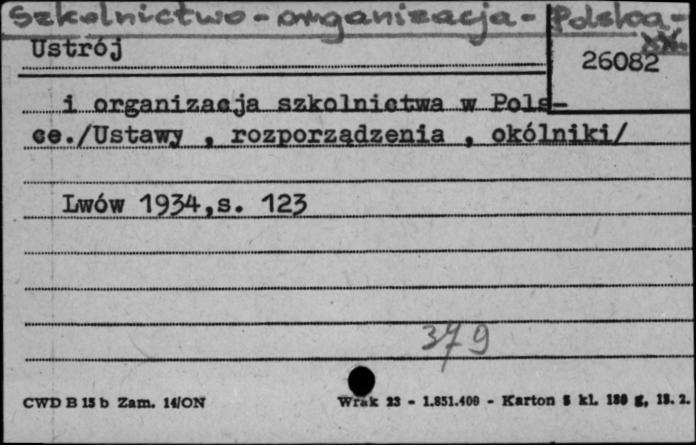 Szkolnictwo - organizacja - Polska -
XX.
Ustrój
26082
i organizacja szkolnictwa w Pols-
ce./Ustawy , rozporządzenia , okólniki/
Lwów 1934,s. 123
379
CWD B 15 b Zam. 14/ON
Wrak 23 - 1.851.400 - Karton 5 kl. 180 g, 18. 2.